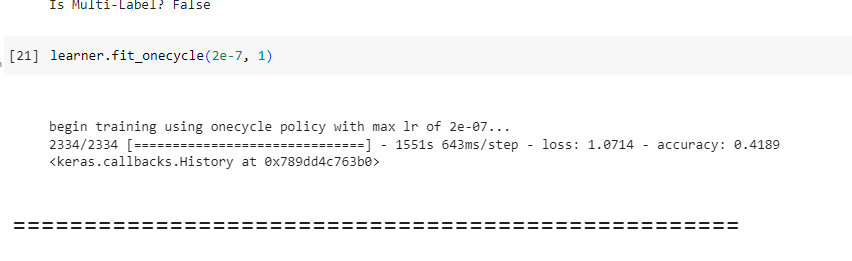 Is Multi-Label? False
[21] learner.fit_onecycle(2e-7, 1)
begin training using onecycle policy with max lr of 2e-07...
2334/2334 [==============================] - 1551s 643ms/step - loss: 1.0714 - accuracy: 0.4189
<keras.callbacks.History at 0x789dd4c763b0>
====================================================